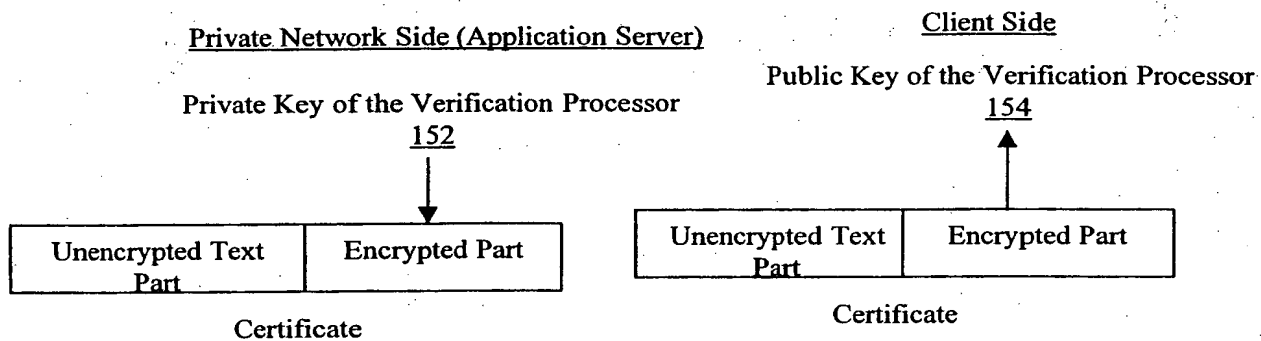 Private Network Side (Application Server)
Private Key of the Verification Processor
152
Unencrypted Text
Part
Encrypted Part
Certificate
Client Side
Public Key of the Verification Processor
154
Unencrypted Text
Part
Encrypted Part
Certificate